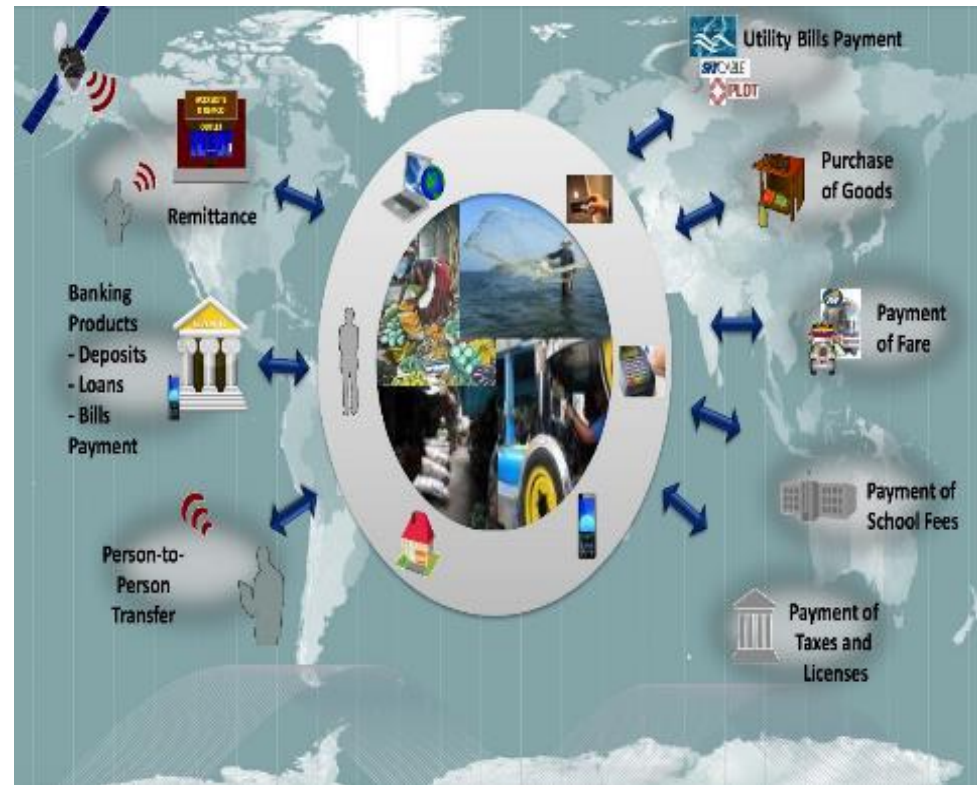 Utility Bills Payment
SKYCABLE
PLDT
Purchase
of Goods
Remittance
Banking
Products
- Deposits
- Loans
- Bills
Payment
BANK
Payment
of Fare
Payment of
School Fees
Person-to-
Person
Transfer
Payment of
Taxes and
Licenses